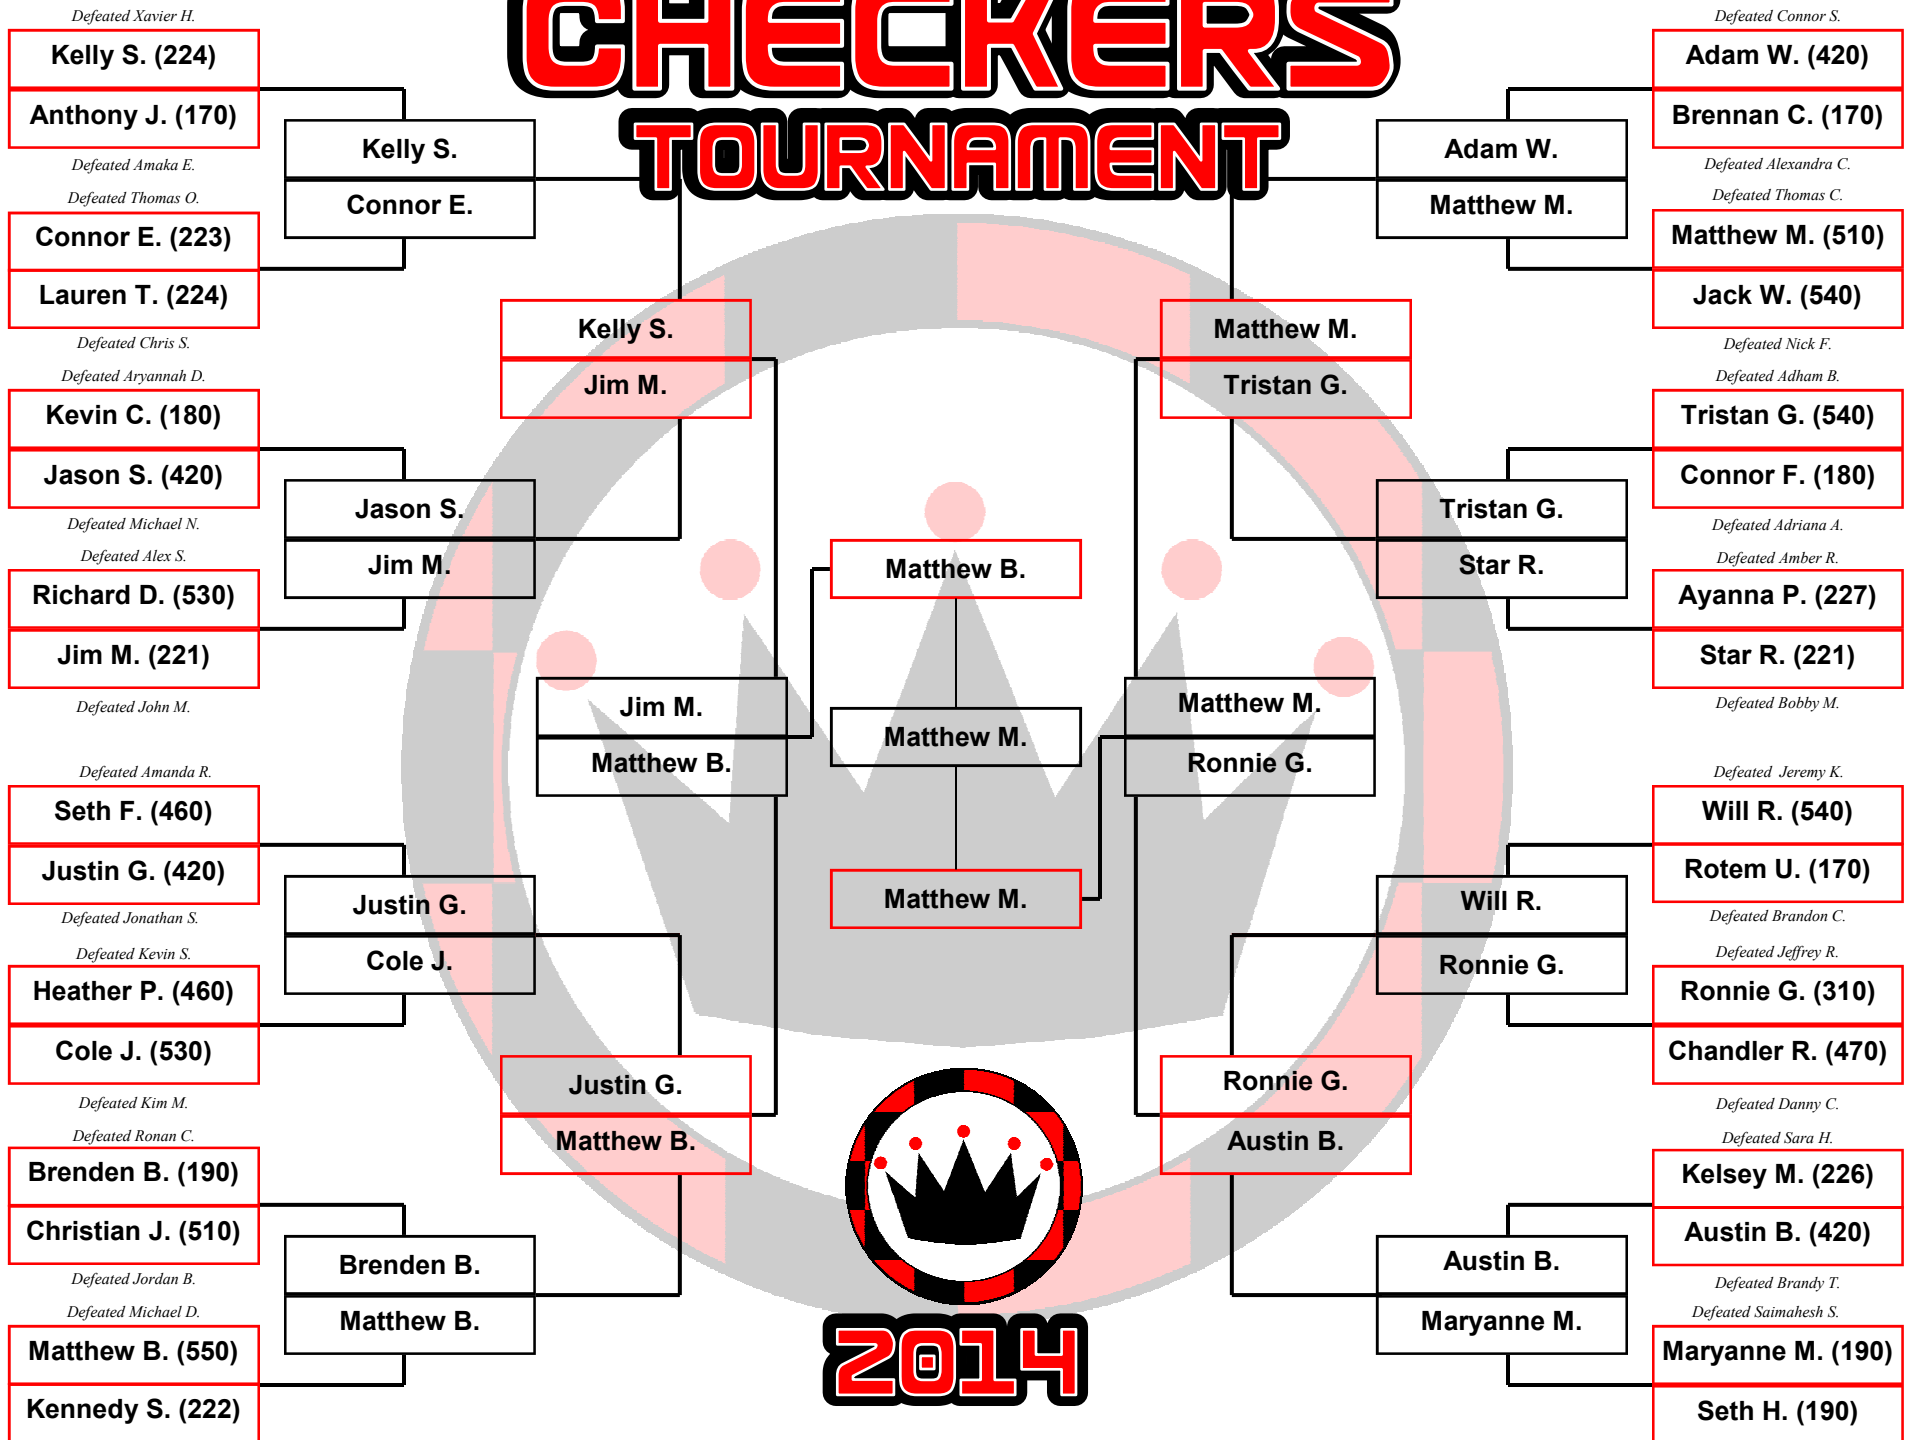 CHECKERS
TOURNAMENT
Defeated Xavier H.
Kelly S. (224)
Anthony J. (170)
Defeated Amaka E.
Defeated Thomas O.
Connor E. (223)
Lauren T. (224)
Defeated Chris S.
Defeated Aryannah D.
Kevin C. (180)
Jason S. (420)
Defeated Michael N.
Defeated Alex S.
Richard D. (530)
Jim M. (221)
Defeated John M.
Defeated Amanda R.
Seth F. (460)
Justin G. (420)
Defeated Jonathan S.
Defeated Kevin S.
Heather P. (460)
Cole J. (530)
Defeated Kim M.
Defeated Ronan C.
Brenden B. (190)
Christian J. (510)
Defeated Jordan B.
Defeated Michael D.
Matthew B. (550)
Kennedy S. (222)
Kelly S.
Connor E.
Jason S.
Jim M.
Justin G.
Cole J.
Brenden B.
Matthew B.
Kelly S.
Jim M.
Justin G.
Matthew B.
Jim M.
Matthew B.
Matthew B.
Matthew M.
Matthew M.
Matthew M.
Ronnie G.
Matthew M.
Tristan G.
Ronnie G.
Austin B.
Adam W.
Matthew M.
Tristan G.
Star R.
Will R.
Ronnie G.
Austin B.
Maryanne M.
Defeated Connor S.
Adam W. (420)
Brennan C. (170)
Defeated Alexandra C.
Defeated Thomas C.
Matthew M. (510)
Jack W. (540)
Defeated Nick F.
Defeated Adham B.
Tristan G. (540)
Connor F. (180)
Defeated Adriana A.
Defeated Amber R.
Ayanna P. (227)
Star R. (221)
Defeated Bobby M.
Defeated Jeremy K.
Will R. (540)
Rotem U. (170)
Defeated Brandon C.
Defeated Jeffrey R.
Ronnie G. (310)
Chandler R. (470)
Defeated Danny C.
Defeated Sara H.
Kelsey M. (226)
Austin B. (420)
Defeated Brandy T.
Defeated Saimahesh S.
Maryanne M. (190)
Seth H. (190)
2014